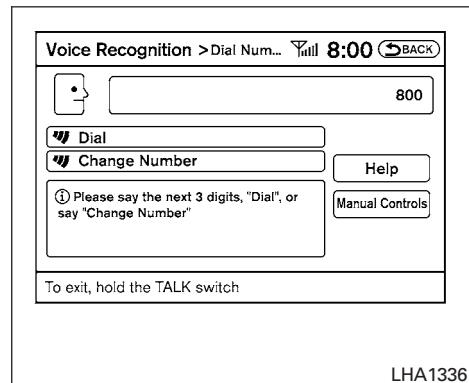 Voice Recognition >Dial Num... 8:00 BACK
800
Dial
Change Number
Help
Please say the next 3 digits, "Dial", or
say "Change Number"
Manual Controls
To exit, hold the TALK switch
LHA1336